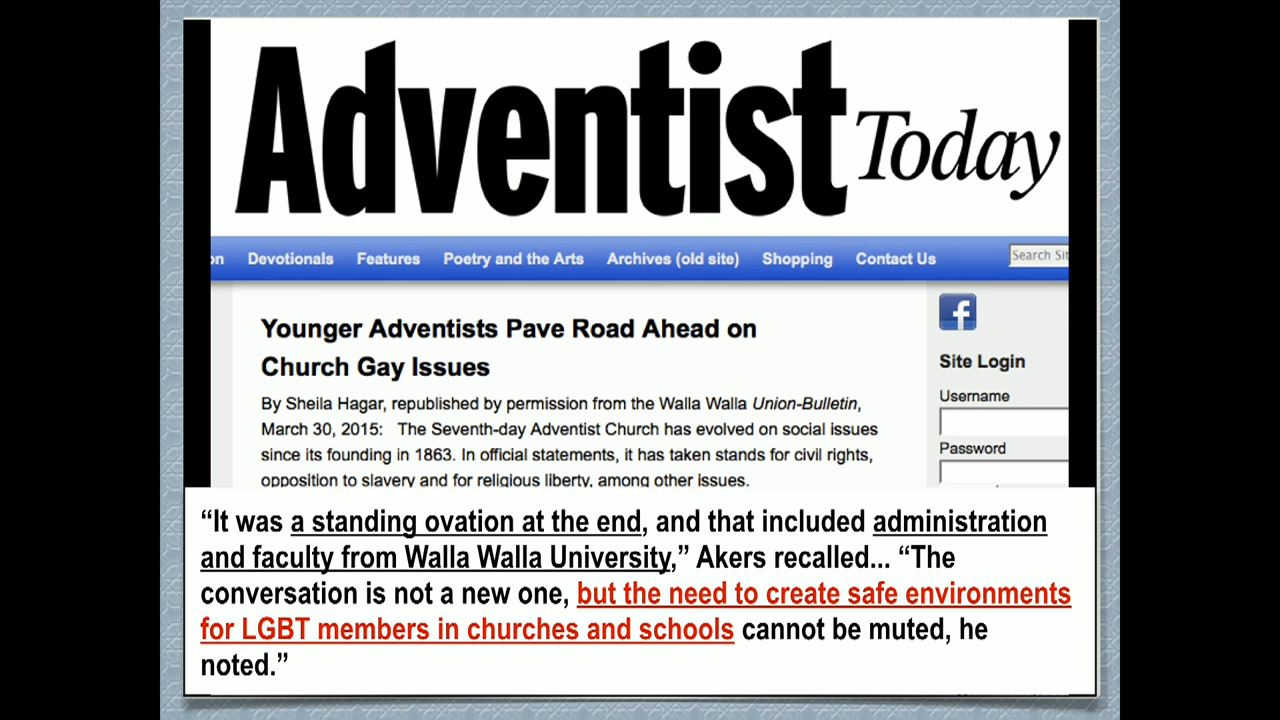 Adventist Today
on Devotionals Features Poetry and the Arts Archives (old site) Shopping Contact Us Search Sit
Younger Adventists Pave Road Ahead on
Church Gay Issues
By Sheila Hagar, republished by permission from the Walla Walla Union-Bulletin,
March 30, 2015: The Seventh-day Adventist Church has evolved on social issues
since its founding in 1863. In official statements, it has taken stands for civil rights,
opposition to slavery and for religious liberty, among other issues.
f
Site Login
Username
Password
“It was a standing ovation at the end, and that included administration
and faculty from Walla Walla University,” Akers recalled... “The
conversation is not a new one, but the need to create safe environments
for LGBT members in churches and schools cannot be muted, he
noted.”